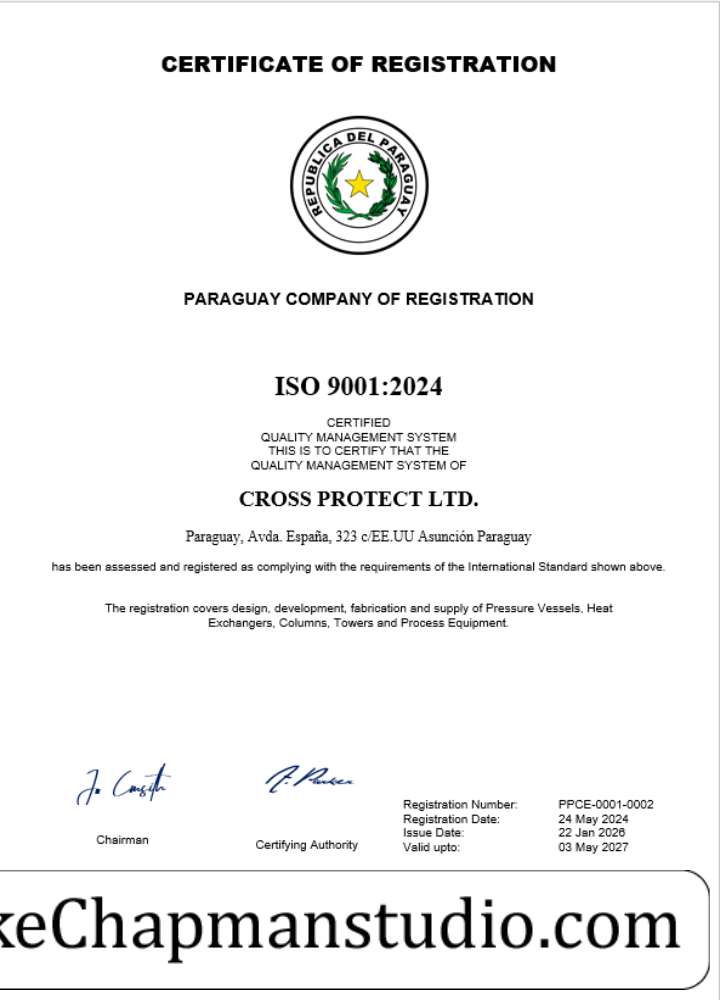 CERTIFICATE OF REGISTRATION
REPUBLICA DEL PARAGUAY
PARAGUAY COMPANY OF REGISTRATION
ISO 9001:2024
CERTIFIED
QUALITY MANAGEMENT SYSTEM
THIS IS TO CERTIFY THAT THE
QUALITY MANAGEMENT SYSTEM OF
CROSS PROTECT LTD.
Paraguay, Avda. España, 323 c/EE.UU Asunción Paraguay
has been assessed and registered as complying with the requirements of the International Standard shown above.
The registration covers design, development, fabrication and supply of Pressure Vessels, Heat
Exchangers, Columns, Towers and Process Equipment.
Chairman
Certifying Authority
Registration Number: PPCE-0001-0002
Registration Date: 24 May 2024
Issue Date: 22 Jan 2026
Valid upto: 03 May 2027
keChapmanstudio.com